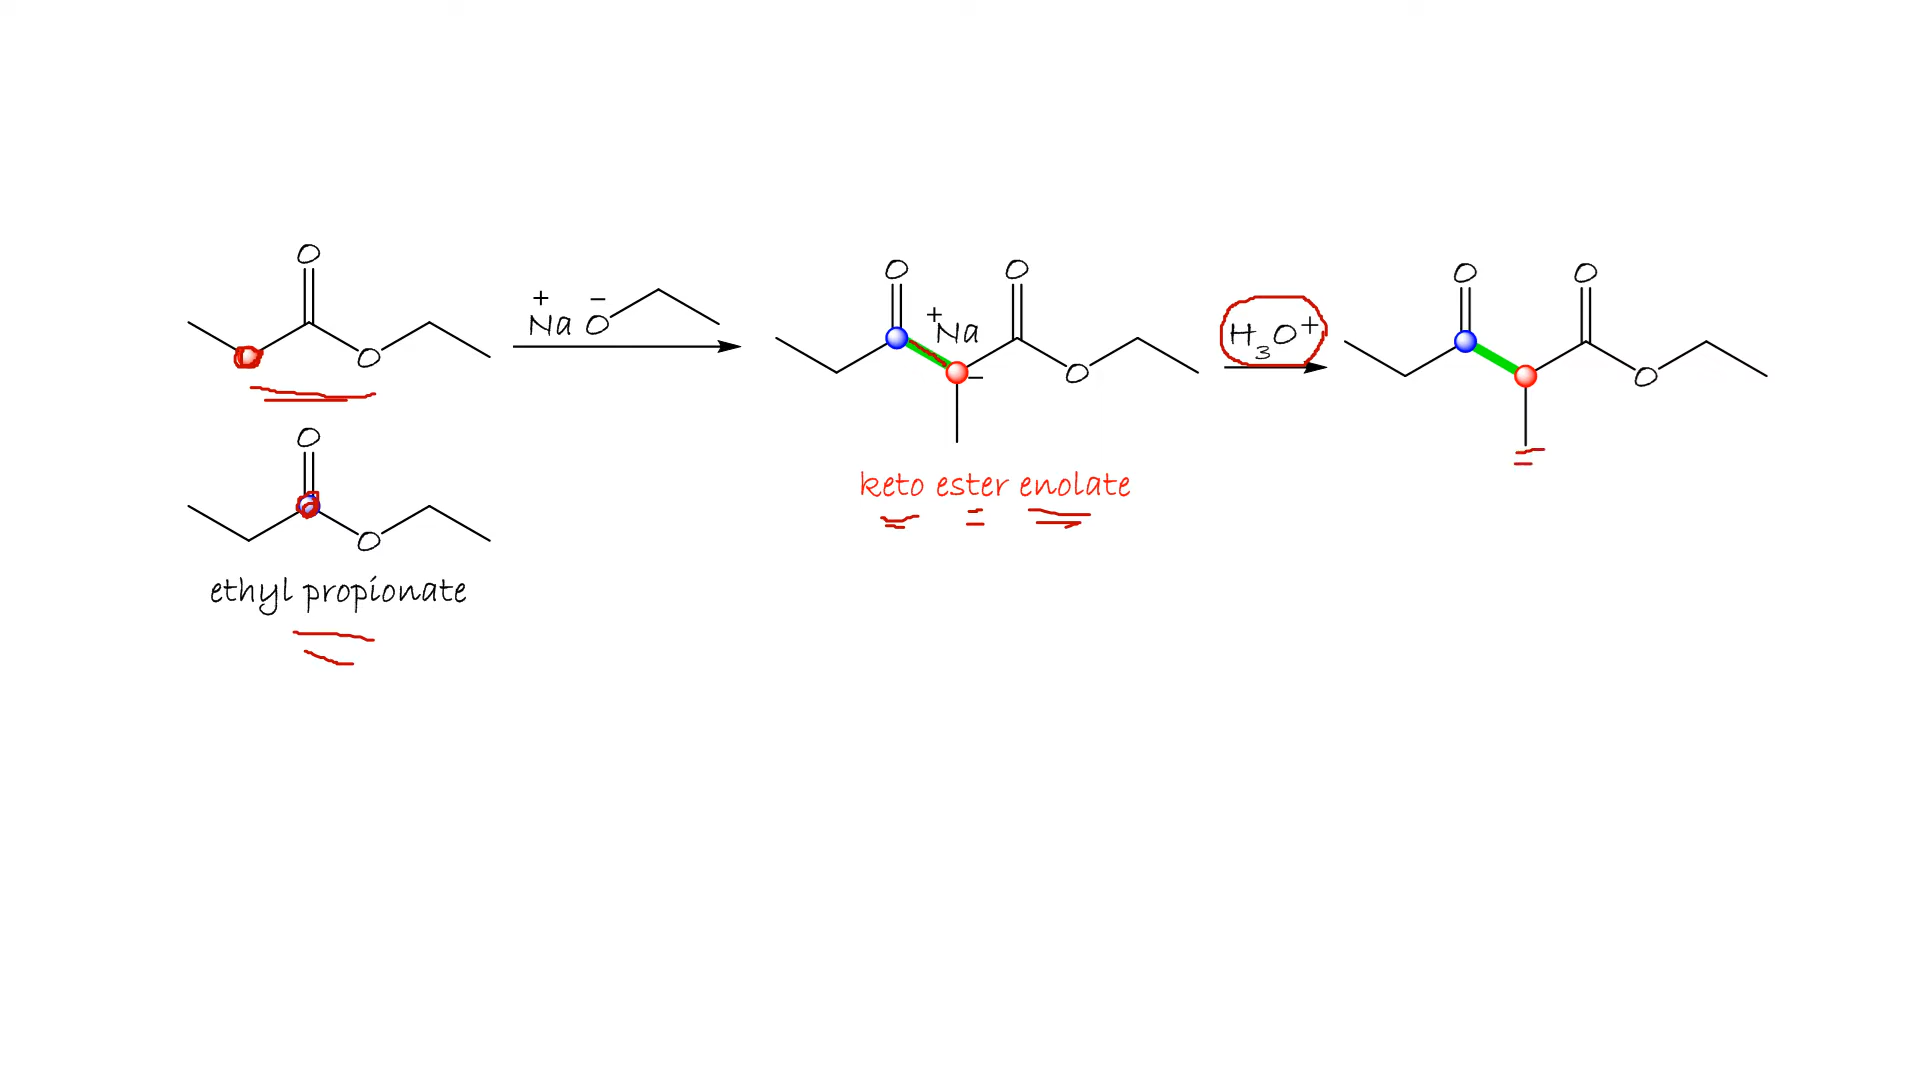 O
O
+ −
Na O
O O
+
Na
O
−
H3O+
O O
O
O
O
keto ester enolate
ethyl propionate